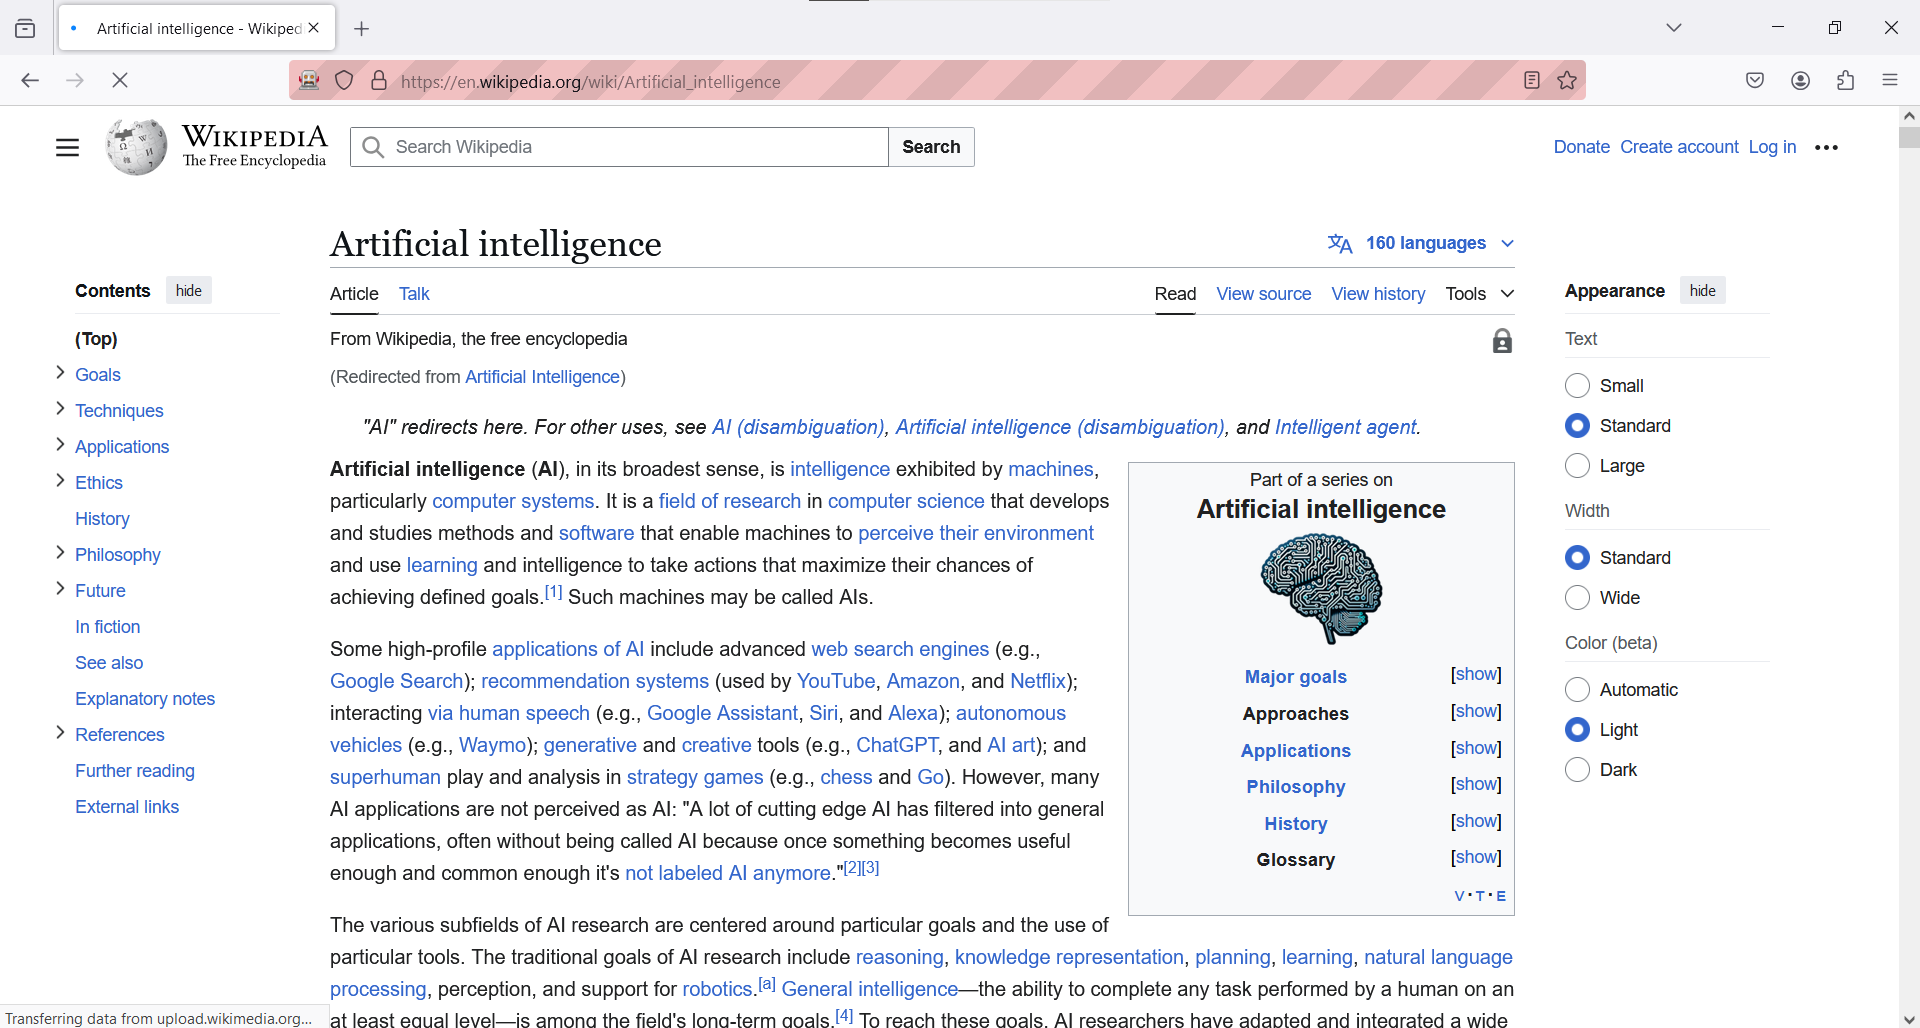 Artificial intelligence - Wikiped
https://en.wikipedia.org/wiki/Artificial_intelligence
WIKIPEDIA
The Free Encyclopedia
Search Wikipedia
Search
Donate Create account Log in
Artificial intelligence
160 languages
Contents hide
Article Talk
Read View source View history Tools
Appearance hide
(Top)
Goals
Techniques
Applications
Ethics
History
Philosophy
Future
In fiction
See also
Explanatory notes
References
Further reading
External links
From Wikipedia, the free encyclopedia
(Redirected from Artificial Intelligence)
"AI" redirects here. For other uses, see AI (disambiguation), Artificial intelligence (disambiguation), and Intelligent agent.
Artificial intelligence (AI), in its broadest sense, is intelligence exhibited by machines,
particularly computer systems. It is a field of research in computer science that develops
and studies methods and software that enable machines to perceive their environment
and use learning and intelligence to take actions that maximize their chances of
achieving defined goals.[1] Such machines may be called AIs.
Some high-profile applications of AI include advanced web search engines (e.g.,
Google Search); recommendation systems (used by YouTube, Amazon, and Netflix);
interacting via human speech (e.g., Google Assistant, Siri, and Alexa); autonomous
vehicles (e.g., Waymo); generative and creative tools (e.g., ChatGPT, and AI art); and
superhuman play and analysis in strategy games (e.g., chess and Go). However, many
AI applications are not perceived as AI: "A lot of cutting edge AI has filtered into general
applications, often without being called AI because once something becomes useful
enough and common enough it's not labeled AI anymore."[2][3]
The various subfields of AI research are centered around particular goals and the use of
particular tools. The traditional goals of AI research include reasoning, knowledge representation, planning, learning, natural language
processing, perception, and support for robotics.[a] General intelligence—the ability to complete any task performed by a human on an
at least equal level—is among the field's long-term goals.[4] To reach these goals, AI researchers have adapted and integrated a wide
Part of a series on
Artificial intelligence
Major goals [show]
Approaches [show]
Applications [show]
Philosophy [show]
History [show]
Glossary [show]
V · T · E
Text
Small
Standard
Large
Width
Standard
Wide
Color (beta)
Automatic
Light
Dark
Transferring data from upload.wikimedia.org...